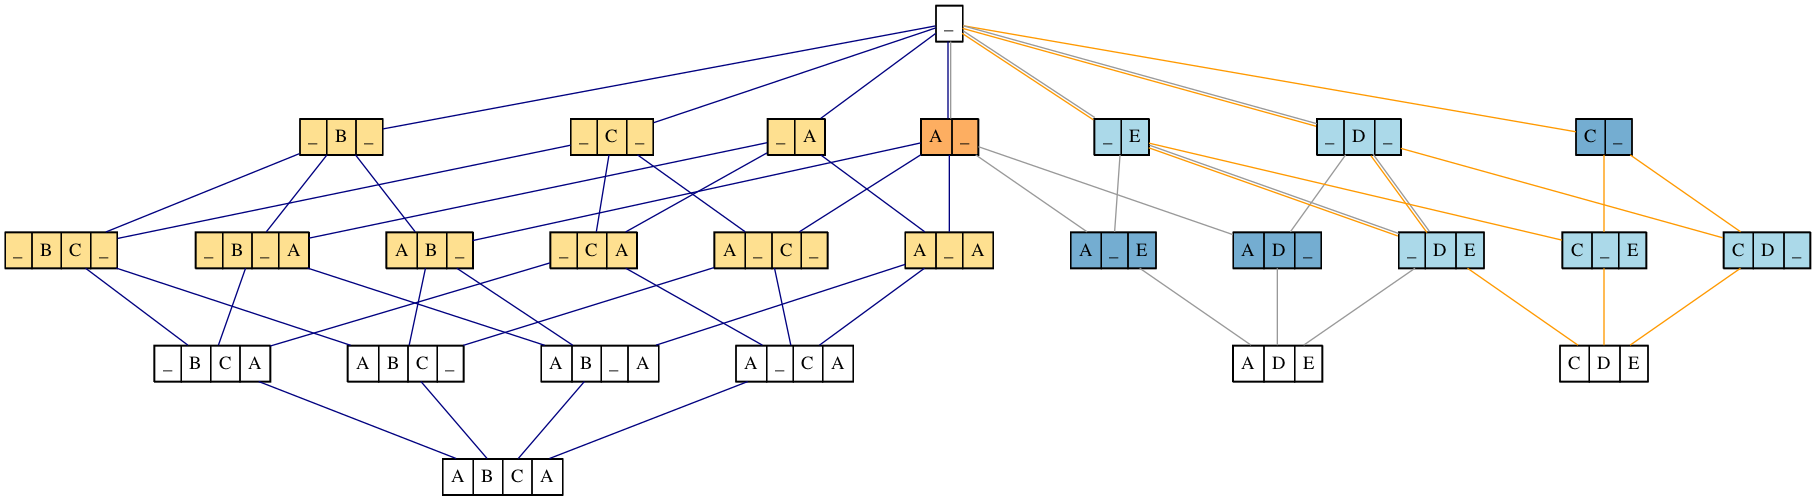 _
_ B _ _ C _ _ A A _ _ E _ D _ C _
_ B C _ _ B _ A A B _ _ C A A _ C _ A _ A A _ E A D _ _ D E C _ E C D _
_ B C A A B C _ A B _ A A _ C A A D E C D E
A B C A